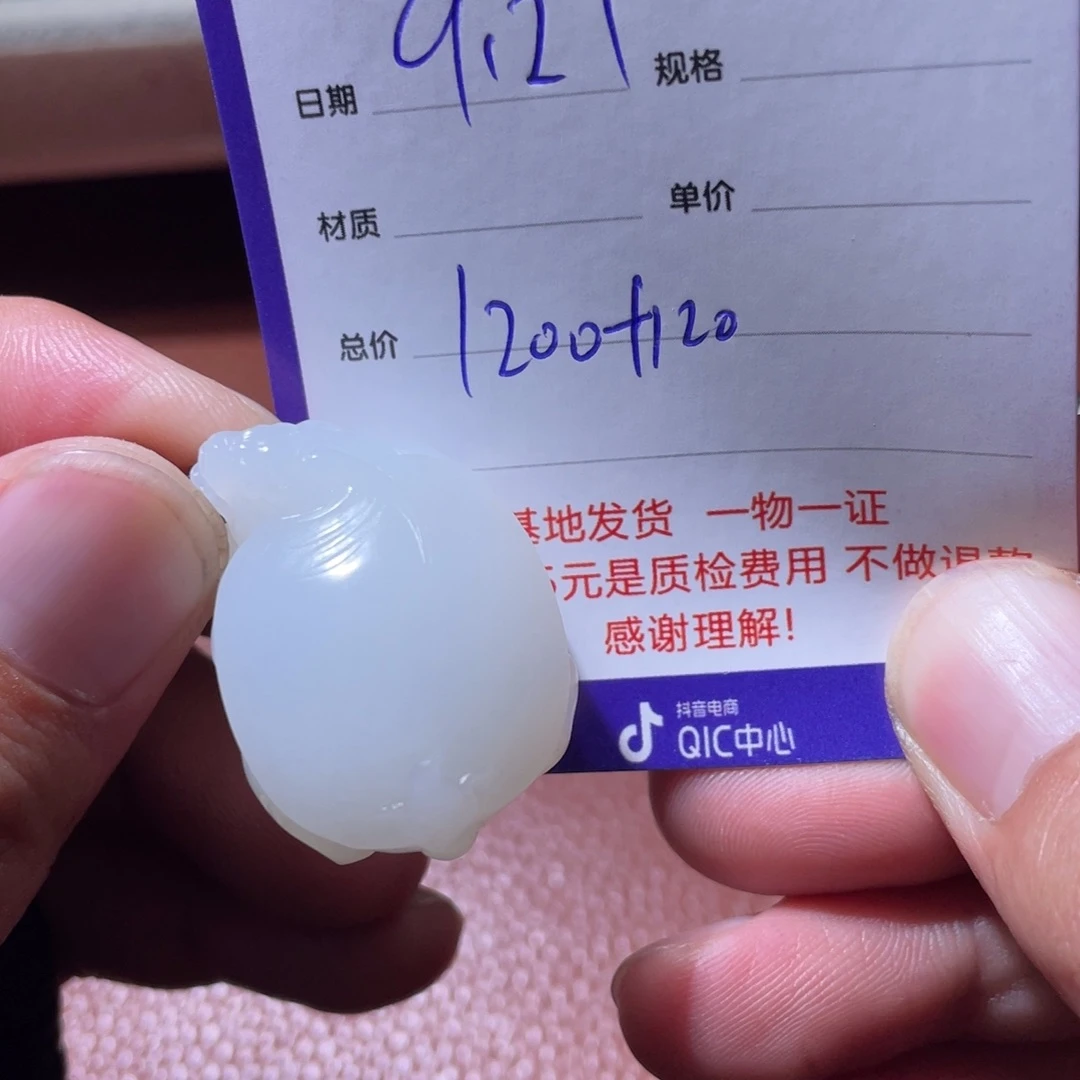 日期 9.21 规格
材质 单价
总价 1200+120
基地发货 一物一证
5元是质检费用 不做退款
感谢理解!
抖音电商
QIC中心